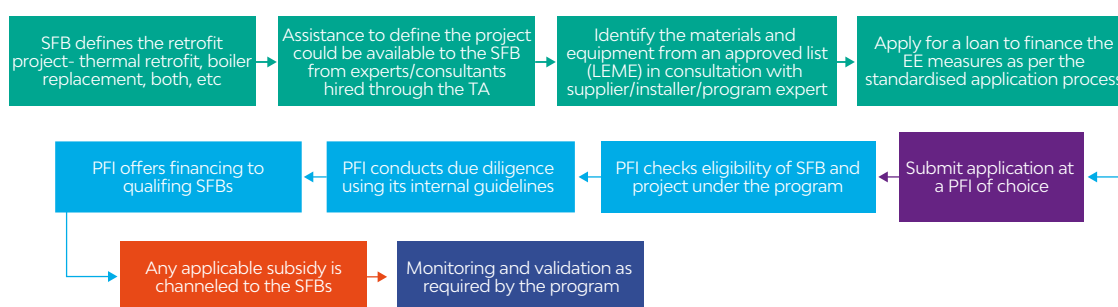 SFB defines the retrofit
project- thermal retrofit, boiler
replacement, both, etc
Assistance to define the project
could be available to the SFB
from experts/consultants
hired through the TA
Identify the materials and
equipment from an approved list
(LEME) in consultation with
supplier/installer/program expert
Apply for a loan to finance the
EE measures as per the
standardised application process
Submit application at
a PFI of choice
PFI checks eligibility of SFB and
project under the program
PFI conducts due diligence
using its internal guidelines
PFI offers financing to
qualifing SFBs
Any applicable subsidy is
channeled to the SFBs
Monitoring and validation as
required by the program